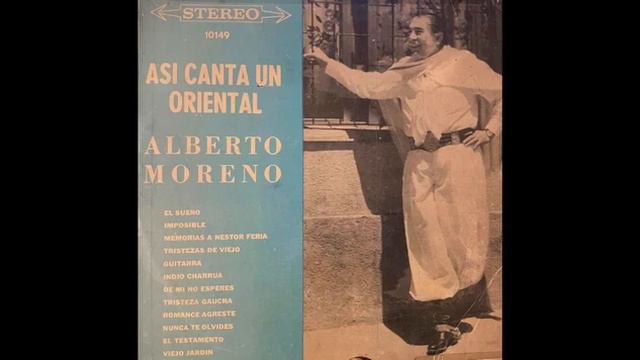 STEREO
10149
ASI CANTA UN
ORIENTAL
ALBERTO
MORENO
EL SUEÑO
IMPOSIBLE
MEMORIAS A NESTOR FERIA
TRISTEZAS DE VIEJO
GUITARRA
INDIO CHARRUA
DE MI NO ESPERES
TRISTEZA GAUCHA
ROMANCE AGRESTE
NUNCA TE OLVIDES
EL TESTAMENTO
VIEJO JARDIN